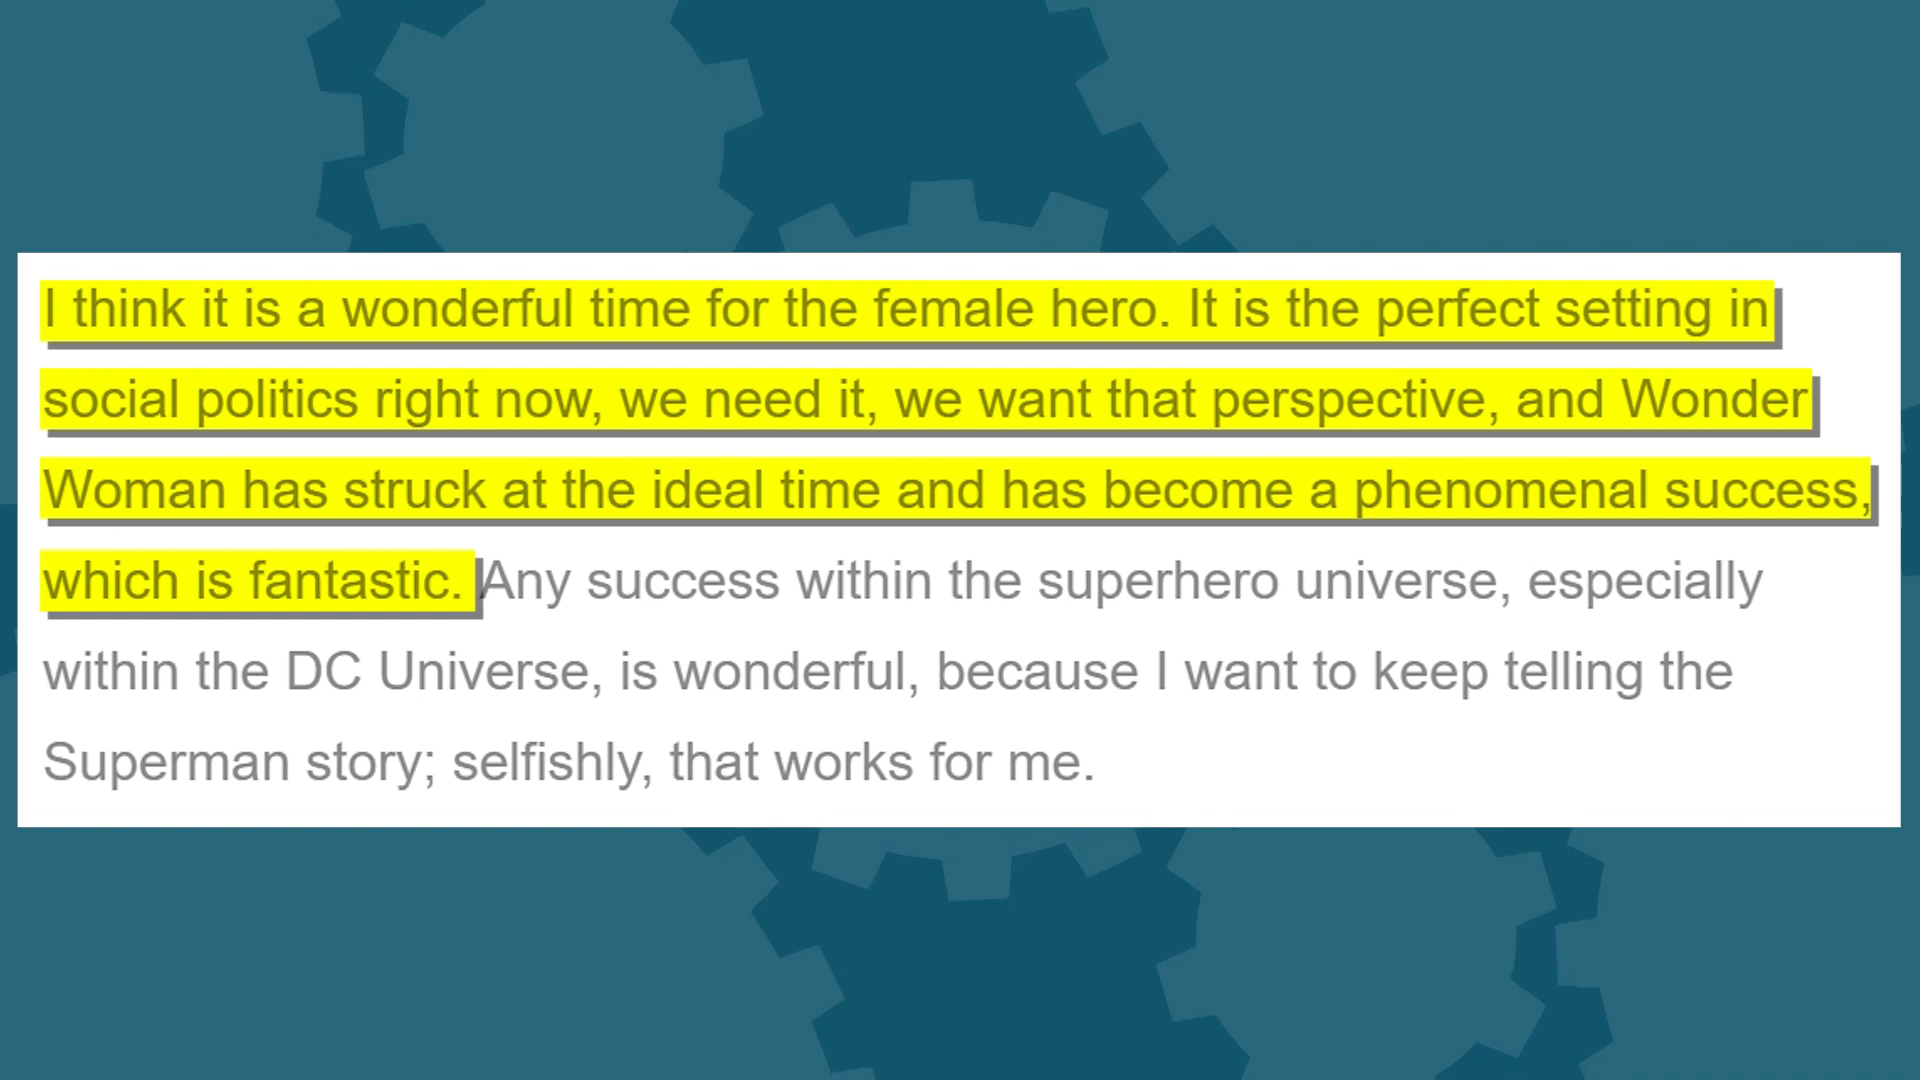 I think it is a wonderful time for the female hero. It is the perfect setting in
social politics right now, we need it, we want that perspective, and Wonder
Woman has struck at the ideal time and has become a phenomenal success,
which is fantastic. Any success within the superhero universe, especially
within the DC Universe, is wonderful, because I want to keep telling the
Superman story; selfishly, that works for me.